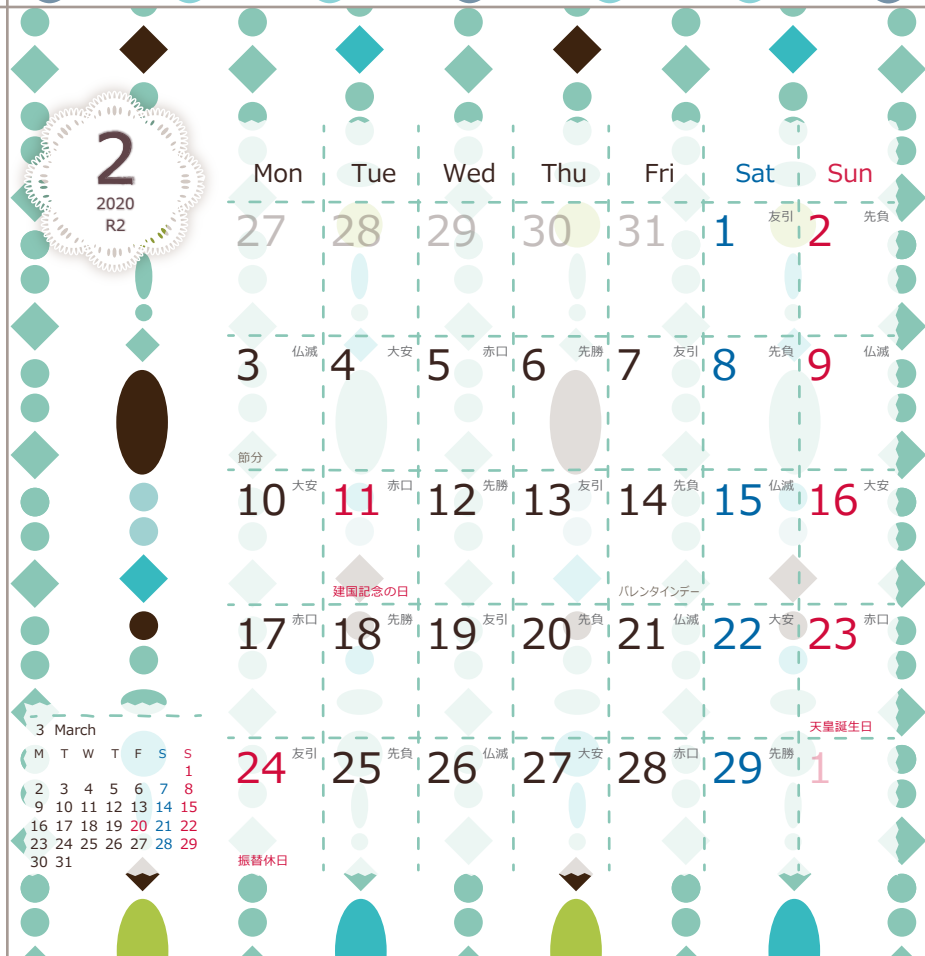 2
2020
R2
Mon Tue Wed Thu Fri Sat Sun
27 28 29 30 31 1 友引 2 先負
3 仏滅 4 大安 5 赤口 6 先勝 7 友引 8 先負 9 仏滅
節分
10 大安 11 赤口 12 先勝 13 友引 14 先負 15 仏滅 16 大安
建国記念の日 バレンタインデー
17 赤口 18 先勝 19 友引 20 先負 21 仏滅 22 大安 23 赤口
天皇誕生日
24 友引 25 先負 26 仏滅 27 大安 28 赤口 29 先勝 1
振替休日
3 March
M T W T F S S
1
2 3 4 5 6 7 8
9 10 11 12 13 14 15
16 17 18 19 20 21 22
23 24 25 26 27 28 29
30 31